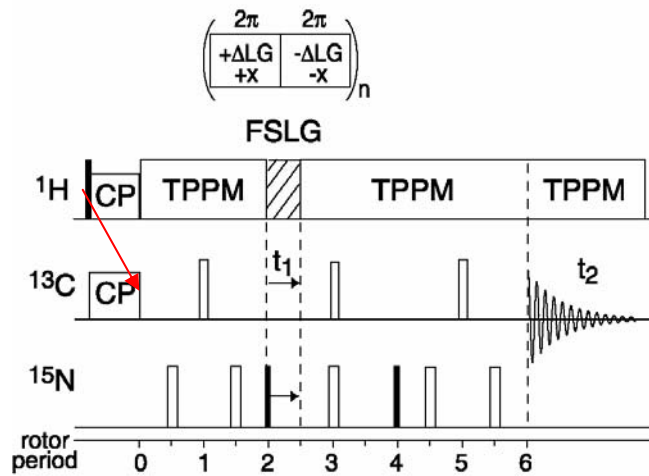 2π 2π
( +ΔLG -ΔLG )
+x -x n
FSLG
¹H CP TPPM TPPM TPPM
t₁ t₂
¹³C CP
¹⁵N
rotor
period 0 1 2 3 4 5 6